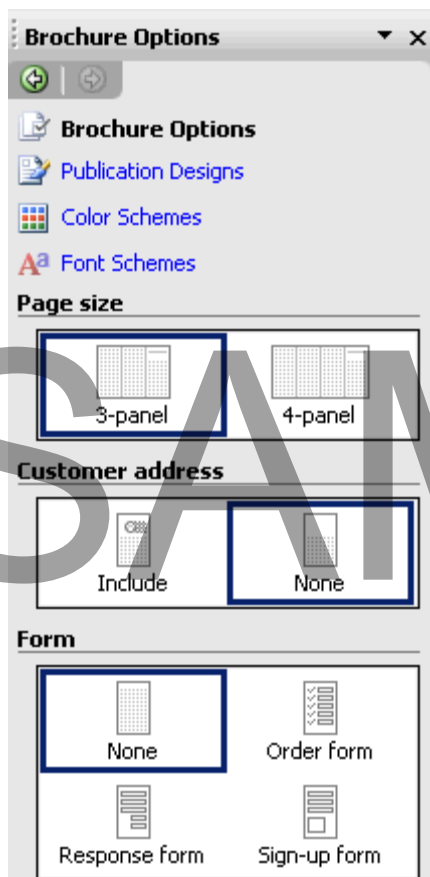 Brochure Options
Brochure Options
Publication Designs
Color Schemes
Aa Font Schemes
Page size
3-panel 4-panel
Customer address
Include None
Form
None Order form
Response form Sign-up form
SAM